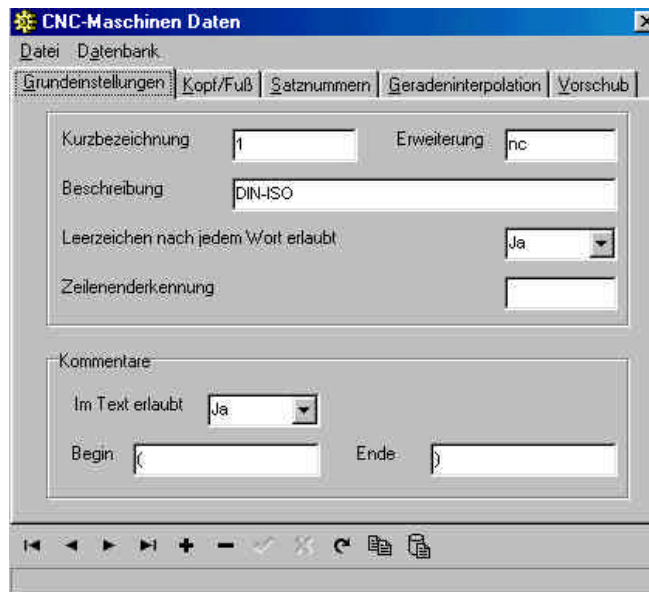 CNC-Maschinen Daten
Datei Datenbank
Grundeinstellungen Kopf/Fuß Satznummern Geradeninterpolation Vorschub
Kurzbezeichnung 1 Erweiterung nc
Beschreibung DIN-ISO
Leerzeichen nach jedem Wort erlaubt Ja
Zeilenenderkennung
Kommentare
Im Text erlaubt Ja
Begin ( Ende )